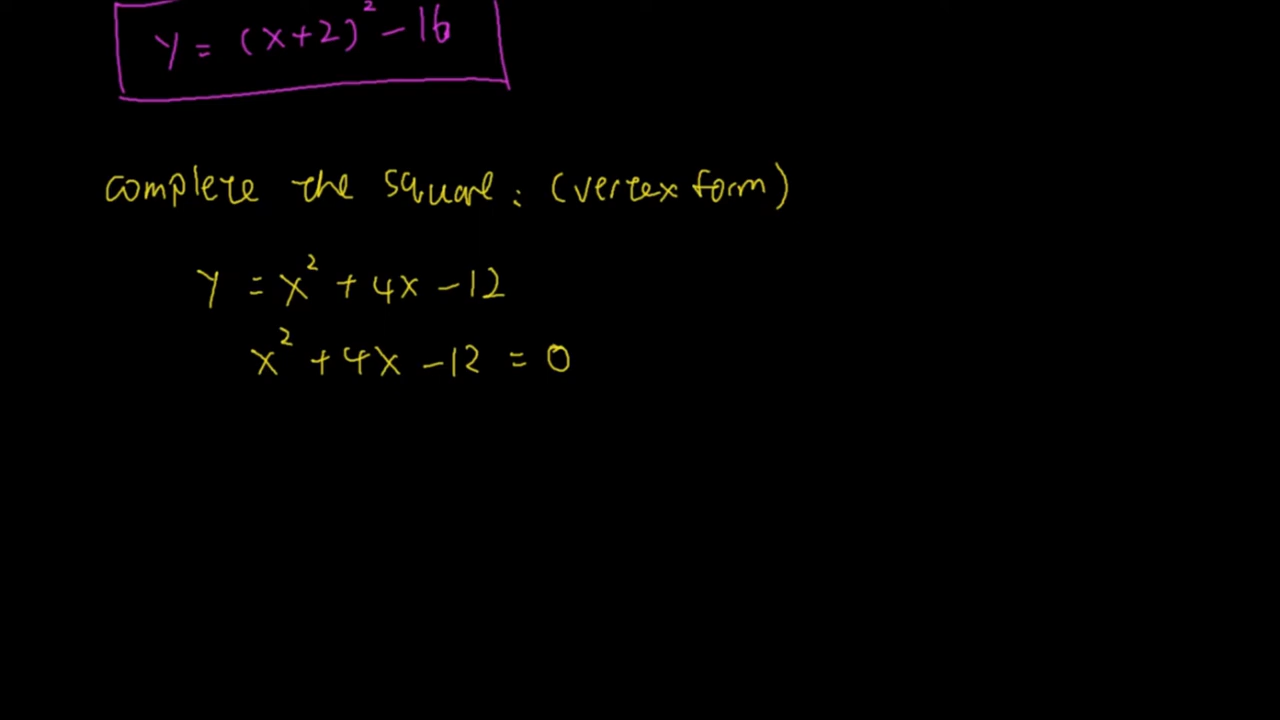 y = (x+2)² - 16
complete the square: (vertex form)
y = x² + 4x - 12
x² + 4x - 12 = 0